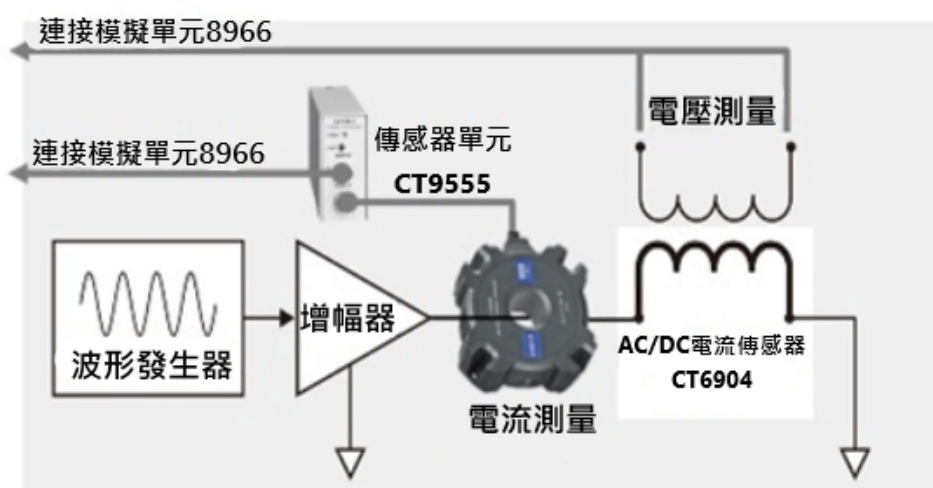 連接模擬單元8966
電壓測量
連接模擬單元8966
傳感器單元
CT9555
波形發生器
增幅器
電流測量
AC/DC電流傳感器
CT6904